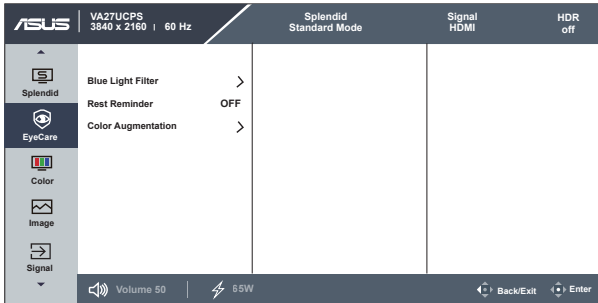 ASUS
VA27UCPS
3840 x 2160 | 60 Hz
Splendid
Standard Mode
Signal
HDMI
HDR
off
Splendid
EyeCare
Color
Image
Signal
Blue Light Filter
Rest Reminder OFF
Color Augmentation
Volume 50
65W
Back/Exit
Enter